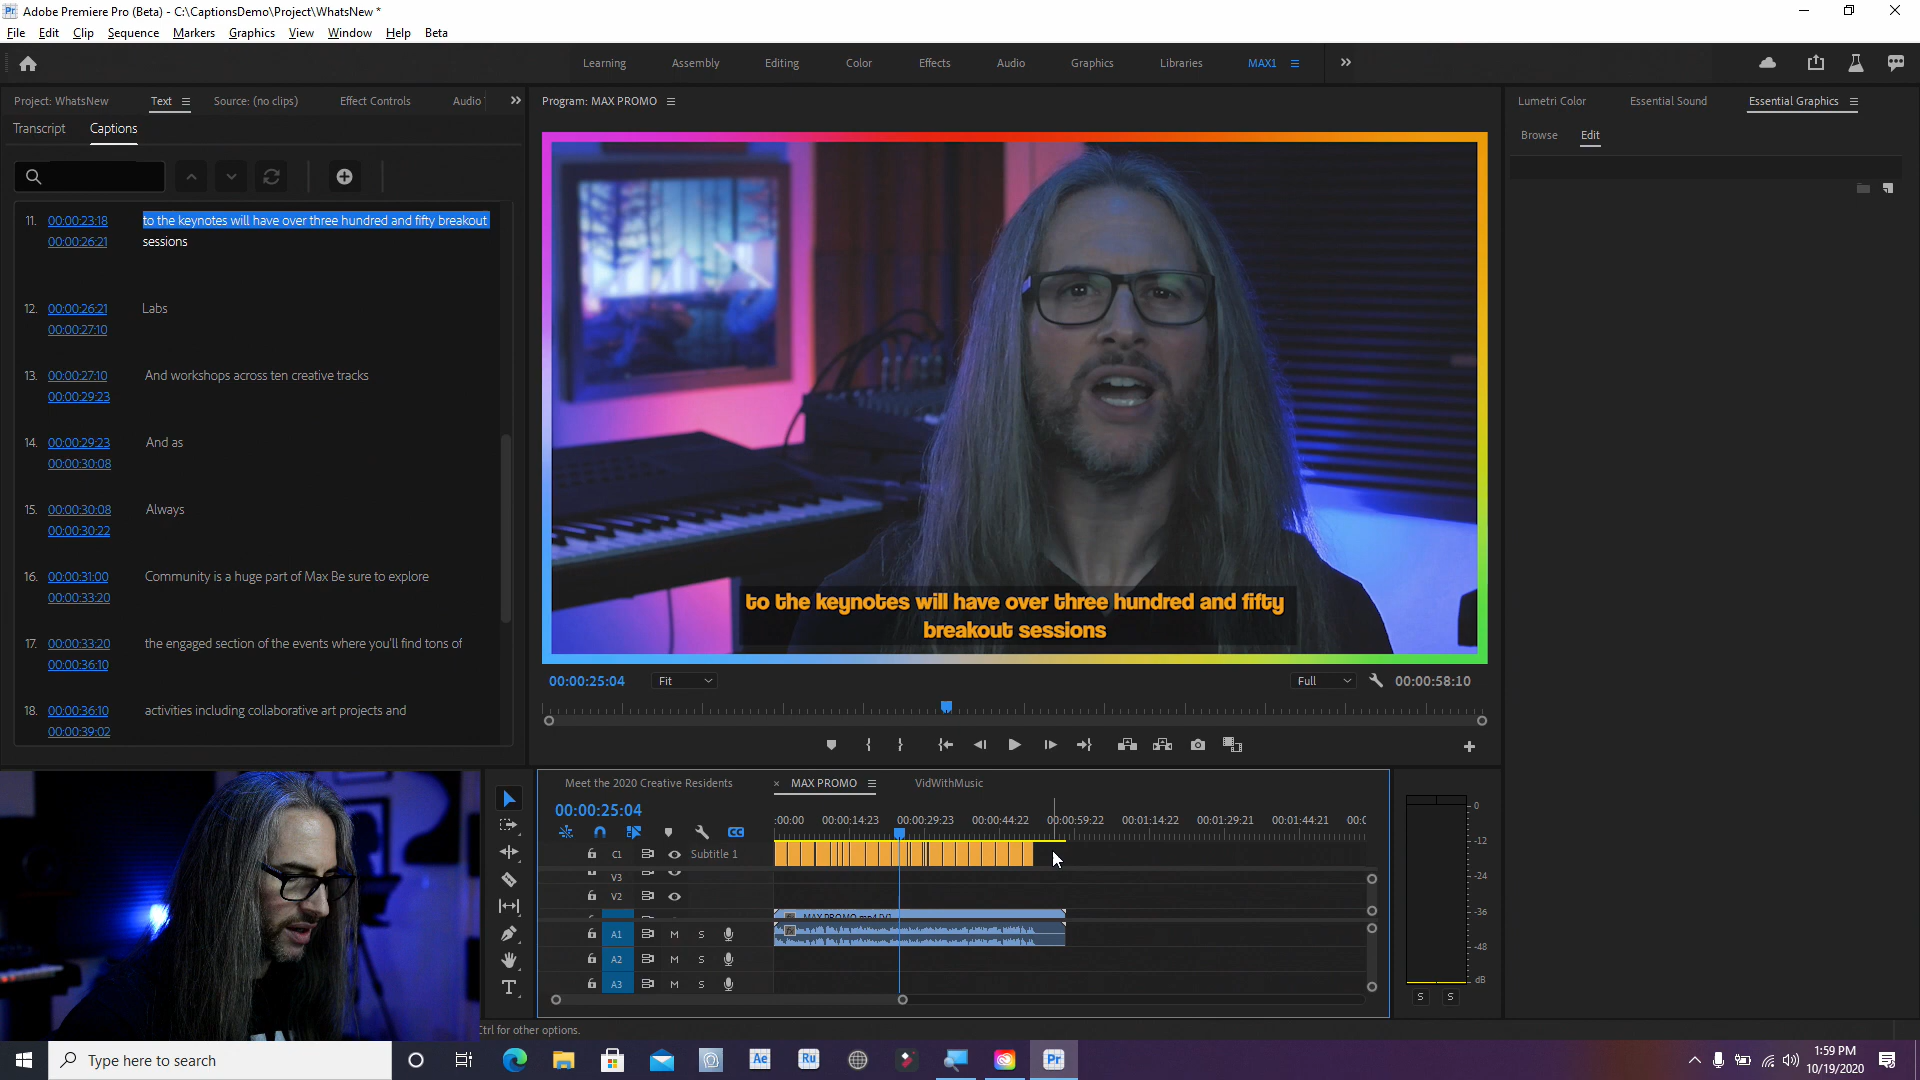 Adobe Premiere Pro (Beta) - C:\CaptionsDemo\Project\WhatsNew *
File Edit Clip Sequence Markers Graphics View Window Help Beta
Learning Assembly Editing Color Effects Audio Graphics Libraries MAX1
Project: WhatsNew Text Source: (no clips) Effect Controls Audio
Transcript Captions
11. 00:00:23:18 to the keynotes will have over three hundred and fifty breakout
00:00:26:21 sessions
12. 00:00:26:21 Labs
00:00:27:10
13. 00:00:27:10 And workshops across ten creative tracks
00:00:29:23
14. 00:00:29:23 And as
00:00:30:08
15. 00:00:30:08 Always
00:00:30:22
16. 00:00:31:00 Community is a huge part of Max Be sure to explore
00:00:33:20
17. 00:00:33:20 the engaged section of the events where you'll find tons of
00:00:36:10
18. 00:00:36:10 activities including collaborative art projects and
00:00:39:02
Program: MAX PROMO
to the keynotes will have over three hundred and fifty
breakout sessions
00:00:25:04 Fit Full 00:00:58:10
Lumetri Color Essential Sound Essential Graphics
Browse Edit
Meet the 2020 Creative Residents × MAX PROMO VidWithMusic
00:00:25:04
:00:00 00:00:14:23 00:00:29:23 00:00:44:22 00:00:59:22 00:01:14:22 00:01:29:21 00:01:44:21 00:0
C1 Subtitle 1
V3
V2
MAX PROMO.mp4 [V]
A1 M S
A2 M S
A3 M S
0
-12
-24
-36
-48
dB
S S
Ctrl for other options.
Type here to search
Ae Ru Pr
1:59 PM
10/19/2020